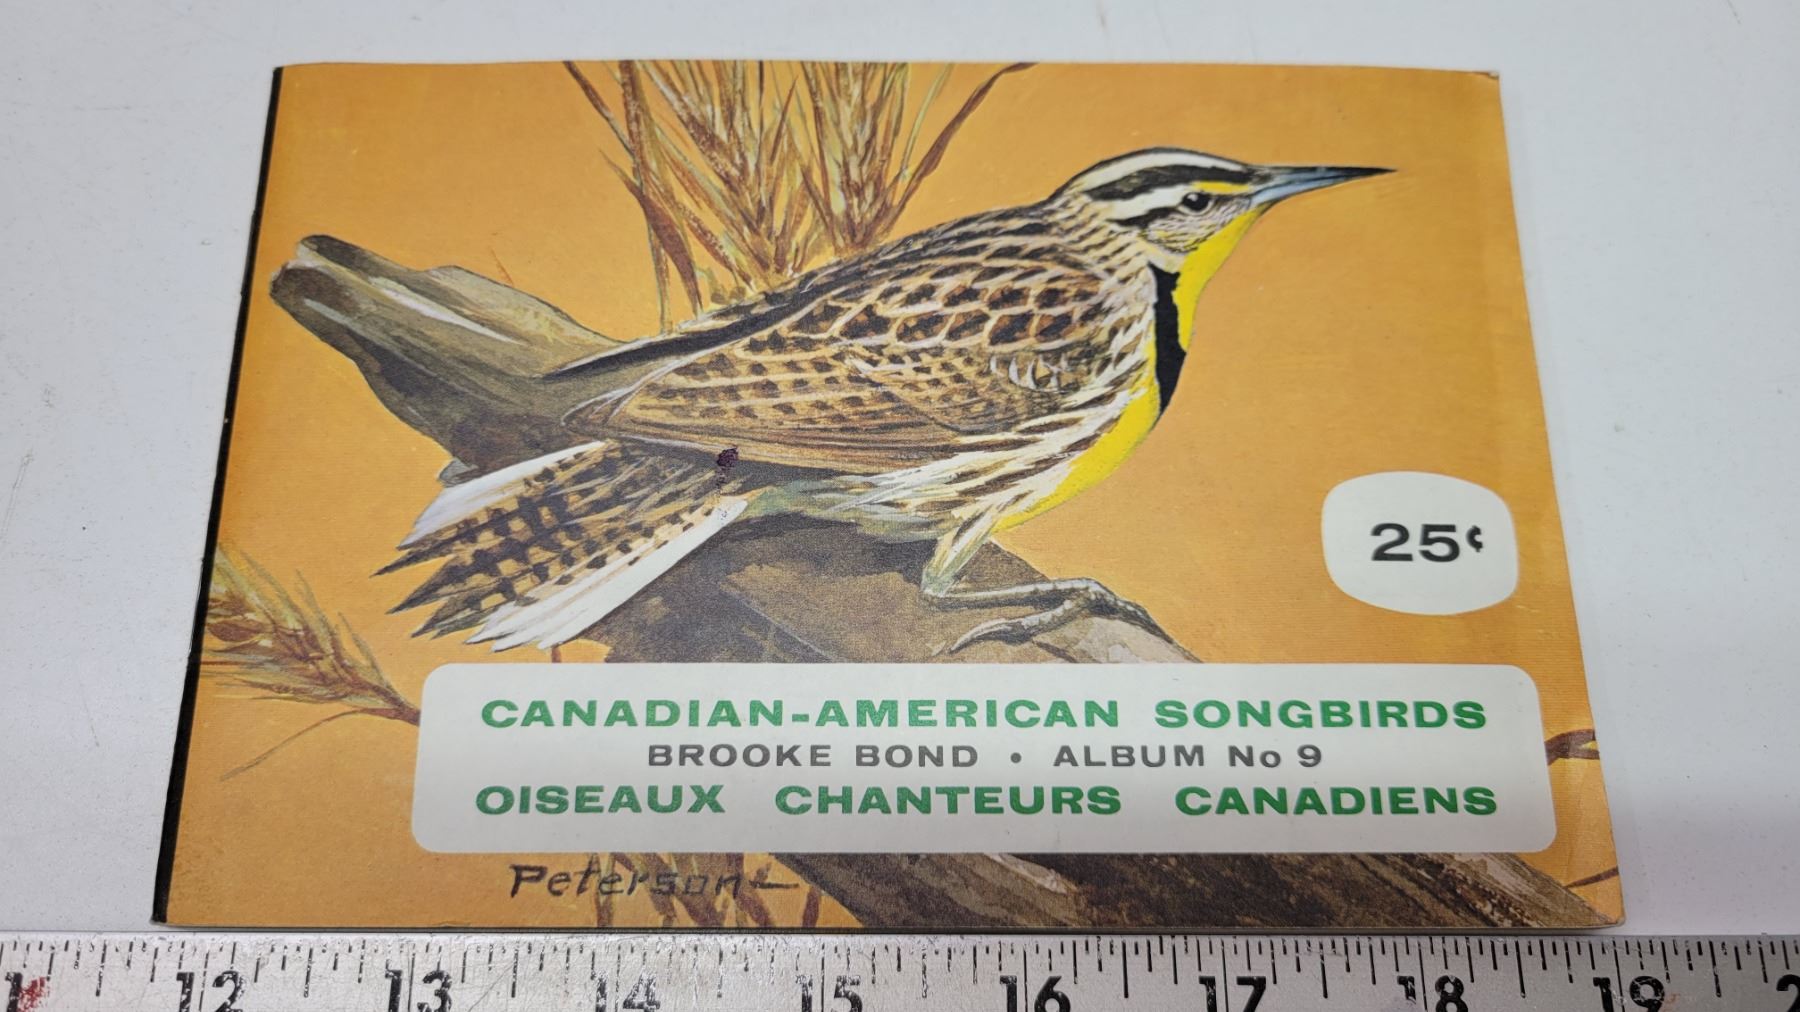 25¢
CANADIAN-AMERICAN SONGBIRDS
BROOKE BOND • ALBUM No 9
OISEAUX CHANTEURS CANADIENS
Peterson
12 13 14 15 16 17 18 19